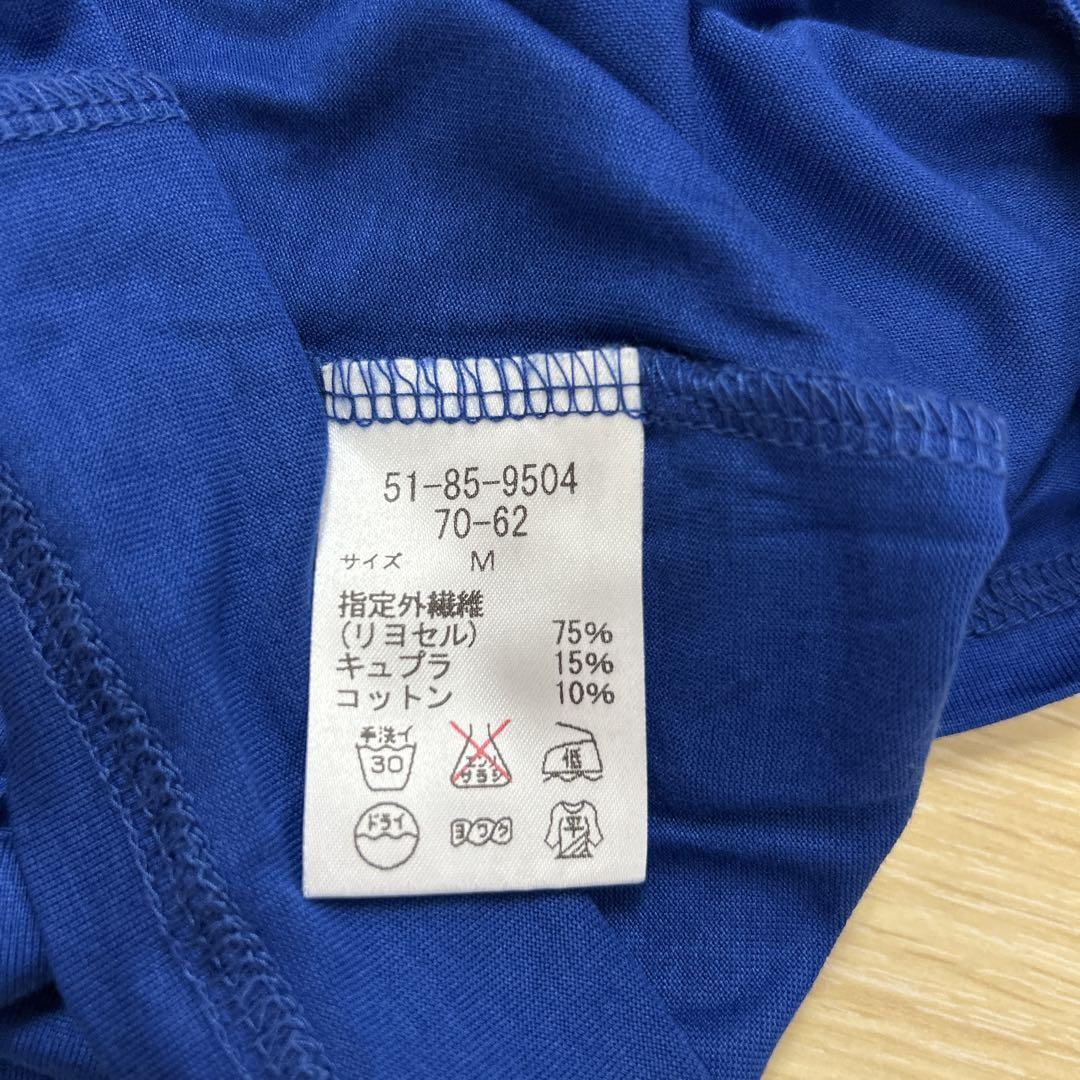 51-85-9504
70-62
サイズ M
指定外繊維
(リヨセル) 75%
キュプラ 15%
コットン 10%
手洗イ
30
エンソ
サラシ
低
ドライ
ヨワク
平